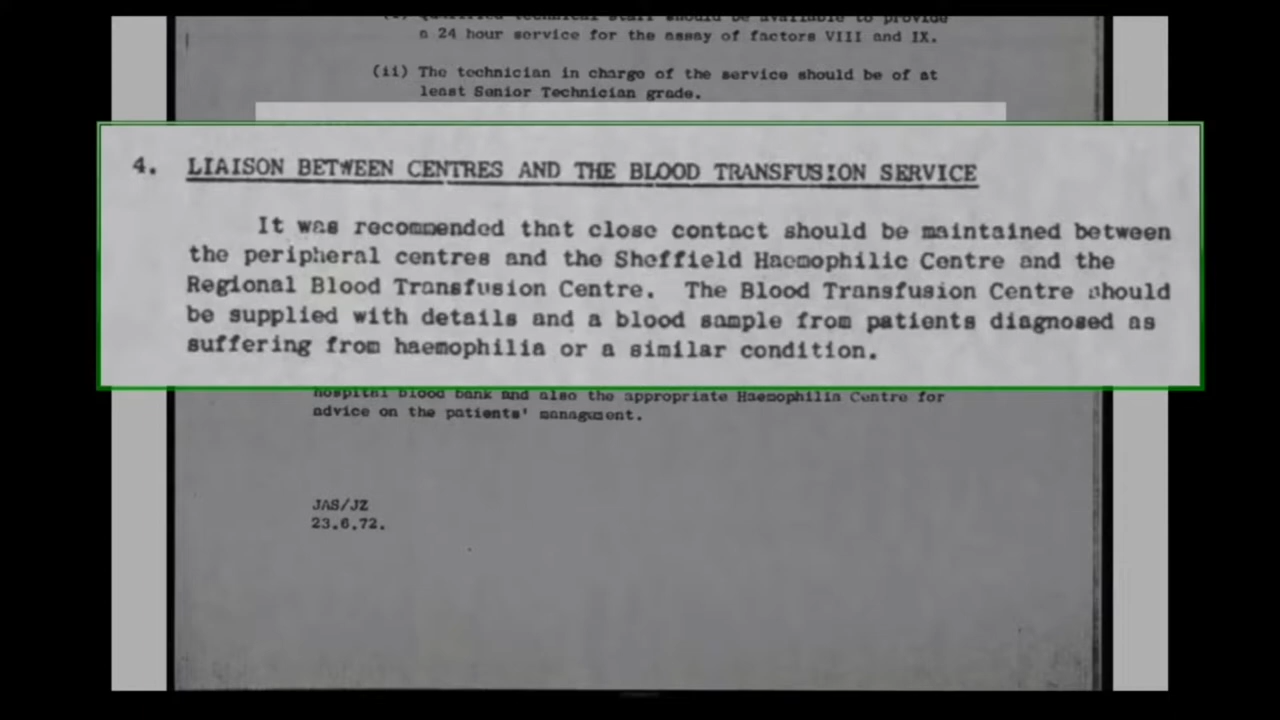 a 24 hour service for the assay of factors VIII and IX.
(ii) The technician in charge of the service should be of at
least Senior Technician grade.
4. LIAISON BETWEEN CENTRES AND THE BLOOD TRANSFUSION SERVICE
It was recommended that close contact should be maintained between
the peripheral centres and the Sheffield Haemophilic Centre and the
Regional Blood Transfusion Centre. The Blood Transfusion Centre should
be supplied with details and a blood sample from patients diagnosed as
suffering from haemophilia or a similar condition.
hospital blood bank and also the appropriate Haemophilia Centre for
advice on the patients' managment.
JAS/JZ
23.6.72.